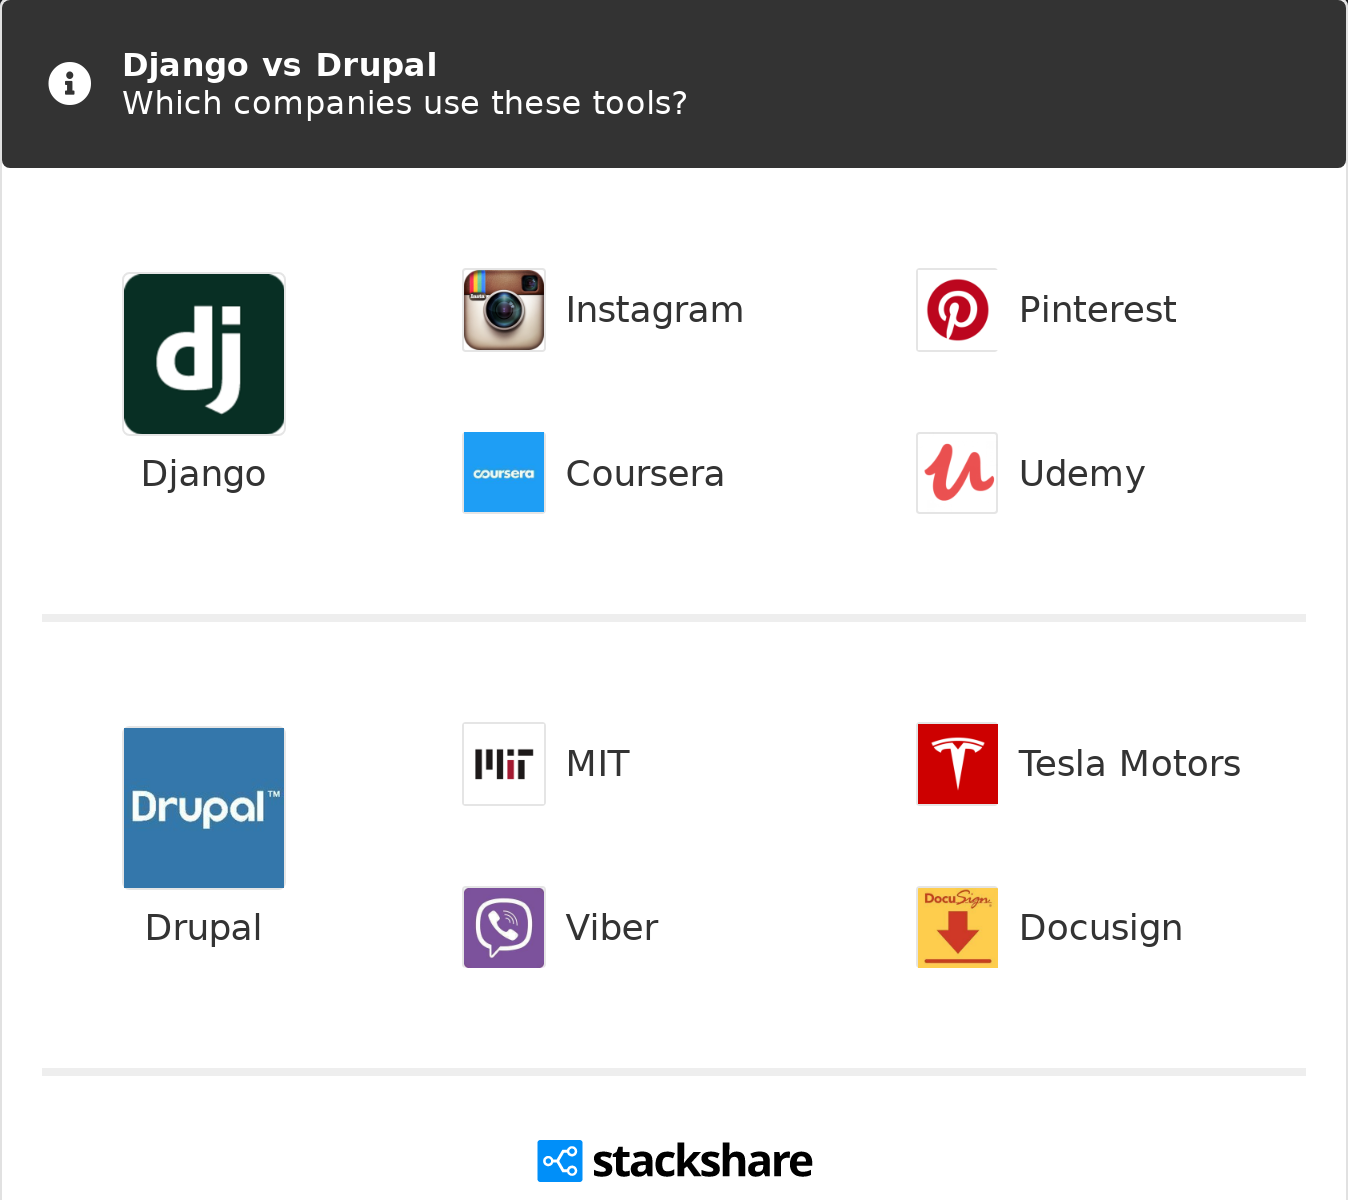 Django vs Drupal
Which companies use these tools?
dj
Instagram
Pinterest
coursera
Coursera
Udemy
Django
Drupal™
MIT
Tesla Motors
Viber
DocuSign
Docusign
Drupal
stackshare